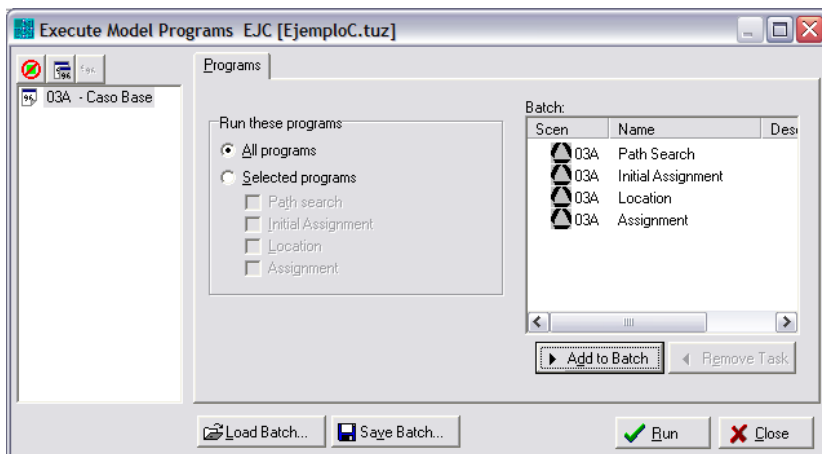 Execute Model Programs EJC [EjemploC.tuz]
Programs
03A - Caso Base
Run these programs
All programs
Selected programs
Path search
Initial Assignment
Location
Assignment
Batch:
Scen Name Des
03A Path Search
03A Initial Assignment
03A Location
03A Assignment
Add to Batch
Remove Task
Load Batch...
Save Batch...
Run
Close